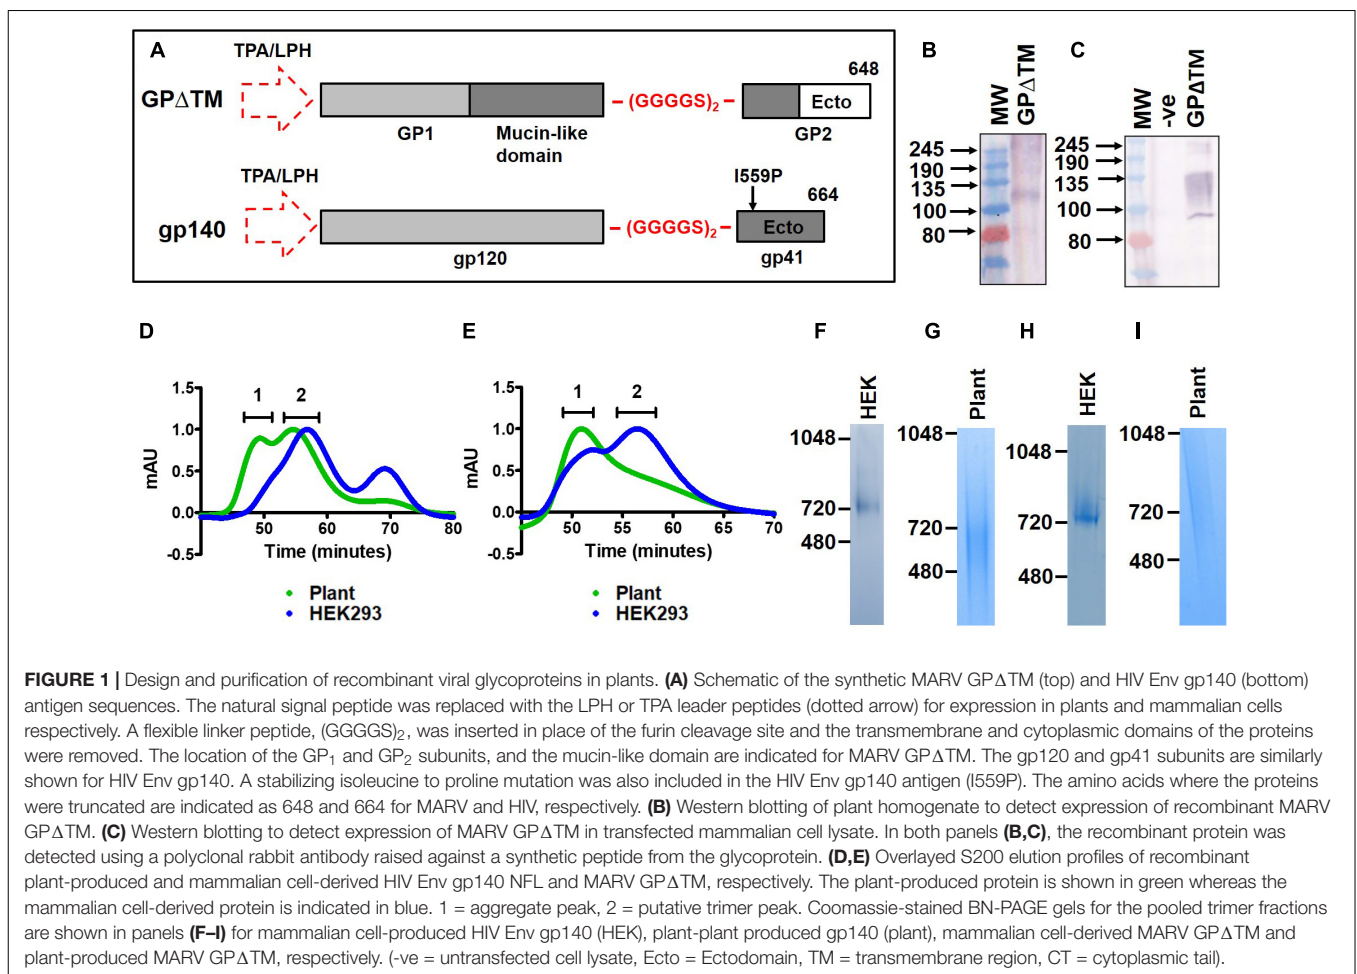 A
TPA/LPH
GPΔTM
(GGGGS)₂
648
Ecto
GP1
Mucin-like
domain
GP2
TPA/LPH
I559P
664
gp140
(GGGGS)₂
Ecto
gp120
gp41
B
MW
GPΔTM
245
190
135
100
80
C
MW
-ve
GPΔTM
245
190
135
100
80
D
1 2
1.5
1.0
0.5
0.0
-0.5
mAU
50 60 70 80
Time (minutes)
Plant
HEK293
E
1 2
1.5
1.0
0.5
0.0
-0.5
mAU
50 55 60 65 70
Time (minutes)
Plant
HEK293
F
HEK
1048
720
480
G
Plant
1048
720
480
H
HEK
1048
720
480
I
Plant
1048
720
480
FIGURE 1 | Design and purification of recombinant viral glycoproteins in plants. (A) Schematic of the synthetic MARV GPΔTM (top) and HIV Env gp140 (bottom)
antigen sequences. The natural signal peptide was replaced with the LPH or TPA leader peptides (dotted arrow) for expression in plants and mammalian cells
respectively. A flexible linker peptide, (GGGGS)₂, was inserted in place of the furin cleavage site and the transmembrane and cytoplasmic domains of the proteins
were removed. The location of the GP₁ and GP₂ subunits, and the mucin-like domain are indicated for MARV GPΔTM. The gp120 and gp41 subunits are similarly
shown for HIV Env gp140. A stabilizing isoleucine to proline mutation was also included in the HIV Env gp140 antigen (I559P). The amino acids where the proteins
were truncated are indicated as 648 and 664 for MARV and HIV, respectively. (B) Western blotting of plant homogenate to detect expression of recombinant MARV
GPΔTM. (C) Western blotting to detect expression of MARV GPΔTM in transfected mammalian cell lysate. In both panels (B,C), the recombinant protein was
detected using a polyclonal rabbit antibody raised against a synthetic peptide from the glycoprotein. (D,E) Overlayed S200 elution profiles of recombinant
plant-produced and mammalian cell-derived HIV Env gp140 NFL and MARV GPΔTM, respectively. The plant-produced protein is shown in green whereas the
mammalian cell-derived protein is indicated in blue. 1 = aggregate peak, 2 = putative trimer peak. Coomassie-stained BN-PAGE gels for the pooled trimer fractions
are shown in panels (F–I) for mammalian cell-produced HIV Env gp140 (HEK), plant-plant produced gp140 (plant), mammalian cell-derived MARV GPΔTM and
plant-produced MARV GPΔTM, respectively. (-ve = untransfected cell lysate, Ecto = Ectodomain, TM = transmembrane region, CT = cytoplasmic tail).